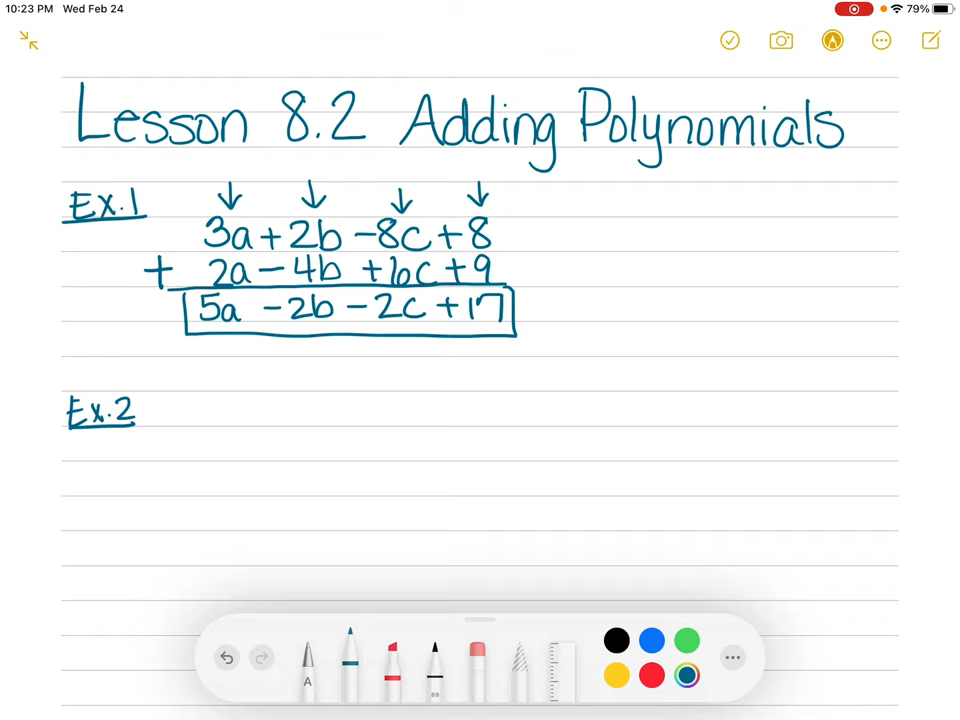 10:23 PM Wed Feb 24 79%
Lesson 8.2 Adding Polynomials
Ex.1
3a + 2b - 8c + 8
+ 2a - 4b + 6c + 9
5a - 2b - 2c + 17
Ex.2
A
89